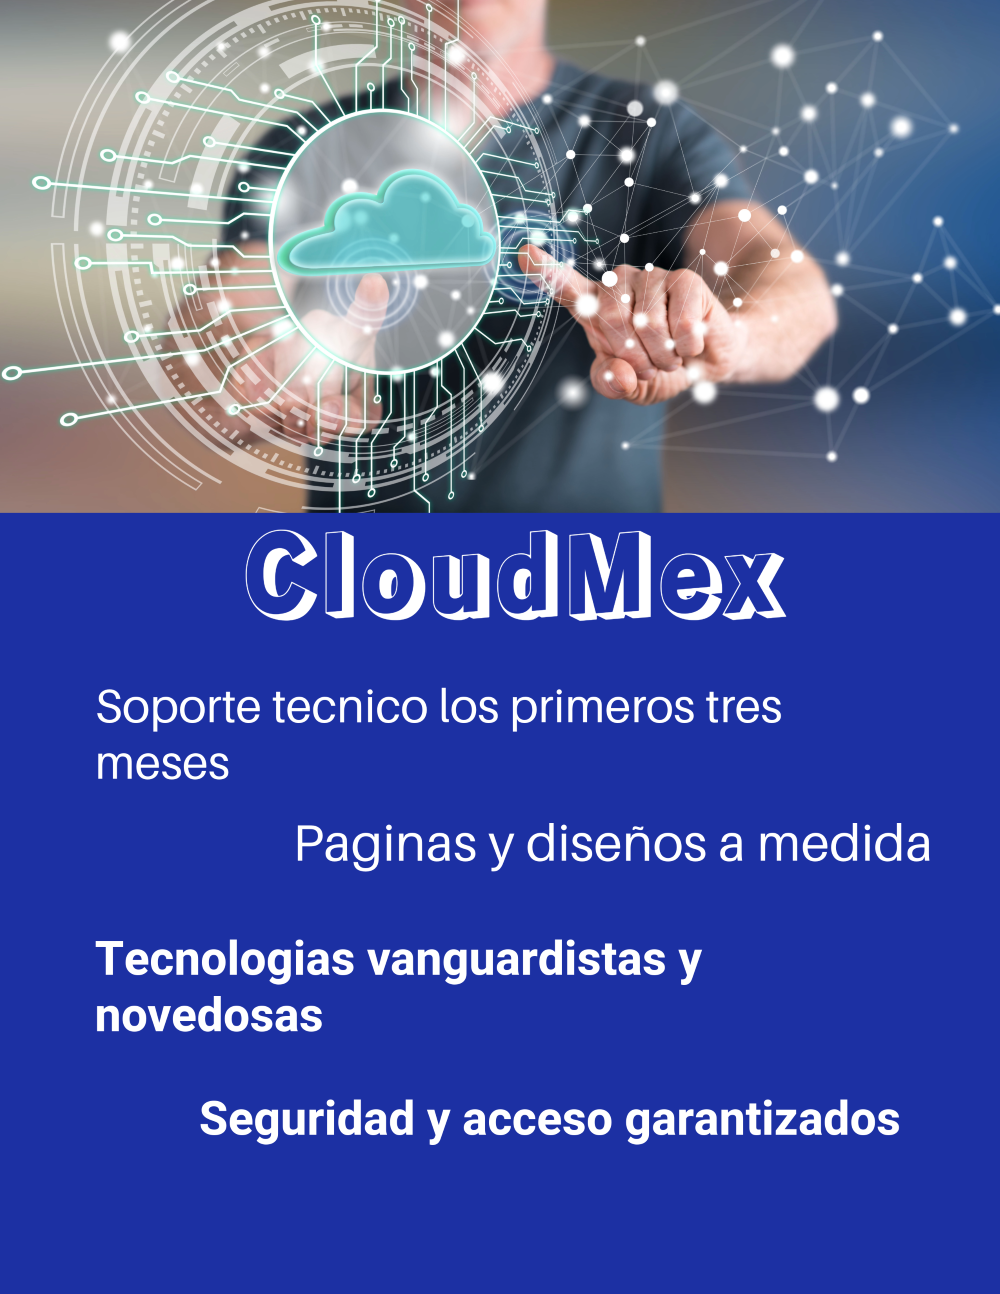 CloudMex
Soporte tecnico los primeros tres
meses
Paginas y diseños a medida
Tecnologias vanguardistas y
novedosas
Seguridad y acceso garantizados